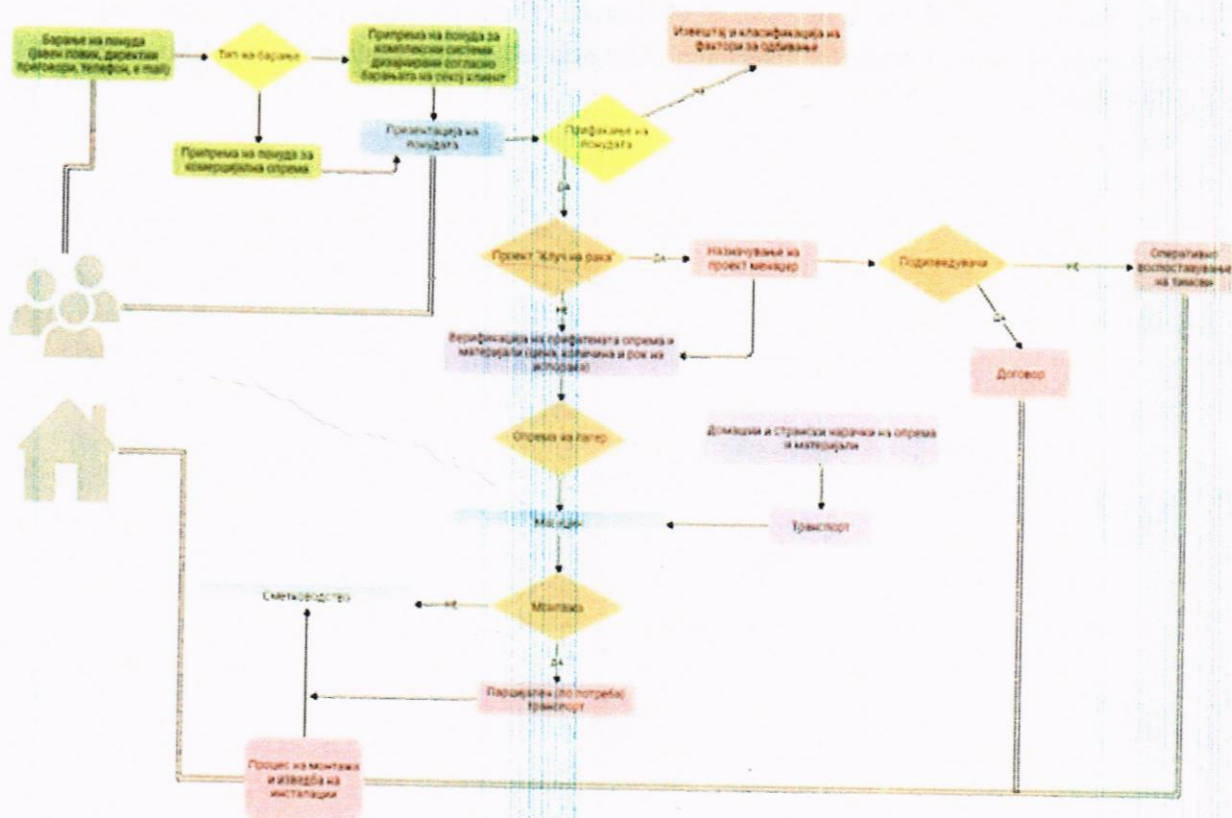 Барање на понуда
(јавен повик, директни
преговори, телефон, e mail)
Тип на барање
Припрема на понуда за
комплексни системи
дизајнирани согласно
барањата на секој клиент
Извештај и класификација на
фактори за одбивање
НЕ
Презентација на
понудата
Прифаќање на
понудата
Припрема на понуда за
комерцијална опрема
ДА
Проект "Клуч на рака"
ДА
Назначување на
проект менаџер
Подизведувачи
НЕ
Оперативно
воспоставување
на тимови
НЕ
ДА
Верификација на прифатената опрема и
материјали (цена, количина и рок на
испорака)
Договор
Опрема на лагер
Домашни и странски нарачки на опрема
и материјали
Магацин
Транспорт
Сметководство
НЕ
Монтажа
ДА
Парцијален (по потреба)
транспорт
Процес на монтажа
и изведба на
инсталации